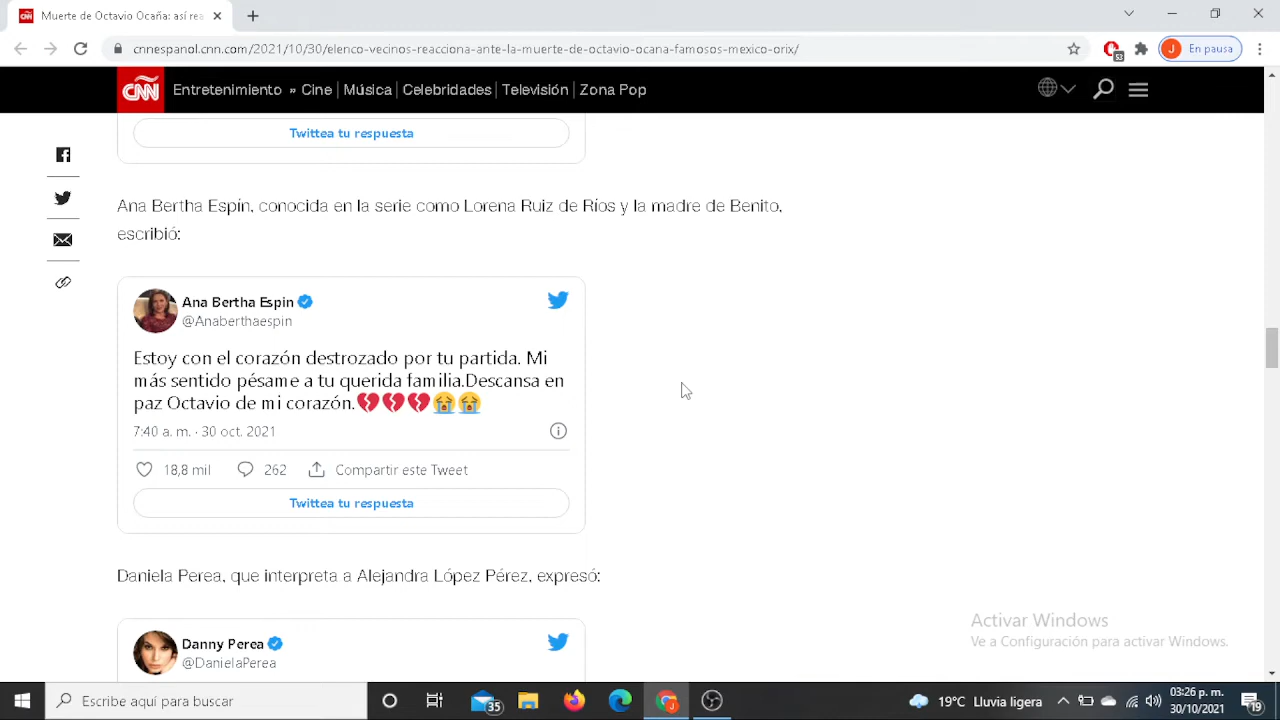 Muerte de Octavio Ocaña: así rea
cnnespanol.cnn.com/2021/10/30/elenco-vecinos-reacciona-ante-la-muerte-de-octavio-ocana-famosos-mexico-orix/
53
J En pausa
CNN Entretenimiento » Cine | Música | Celebridades | Televisión | Zona Pop
Twittea tu respuesta
Ana Bertha Espín, conocida en la serie como Lorena Ruiz de Ríos y la madre de Benito,
escribió:
Ana Bertha Espin
@Anaberthaespin
Estoy con el corazón destrozado por tu partida. Mi
más sentido pésame a tu querida familia.Descansa en
paz Octavio de mi corazón.💔💔💔😭😭
7:40 a. m. · 30 oct. 2021
18,8 mil 262 Compartir este Tweet
Twittea tu respuesta
Daniela Perea, que interpreta a Alejandra López Pérez, expresó:
Danny Perea
@DanielaPerea
Activar Windows
Ve a Configuración para activar Windows.
Escribe aquí para buscar
35
19°C Lluvia ligera
03:26 p. m.
30/10/2021
19